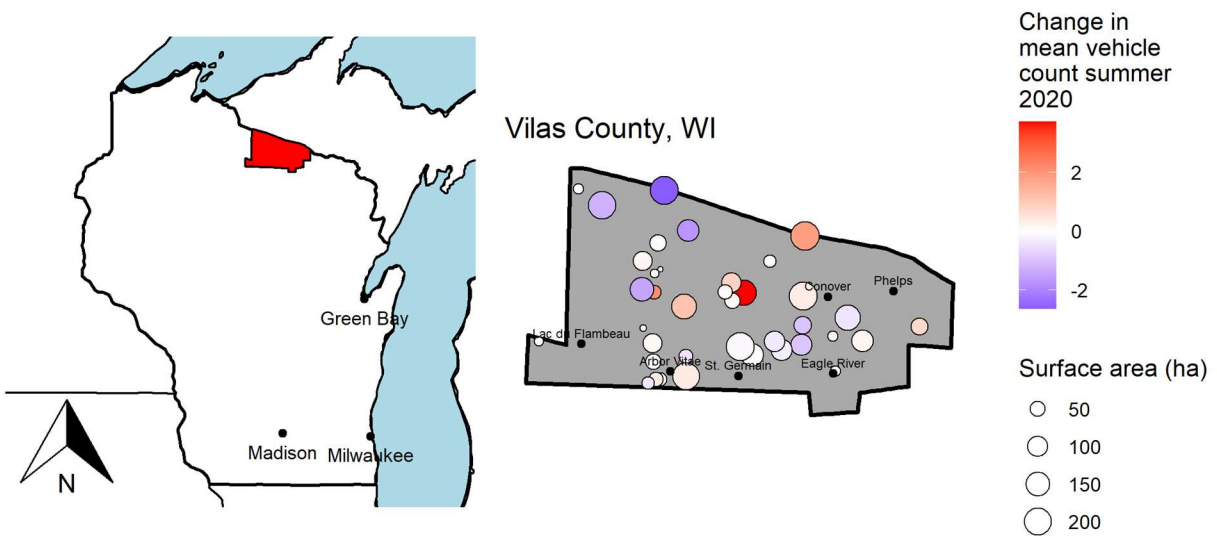 Green Bay
Madison
Milwaukee
N
Vilas County, WI
Conover
Phelps
Lac du Flambeau
Arbor Vitae
St. Germain
Eagle River
Change in
mean vehicle
count summer
2020
2
0
-2
Surface area (ha)
50
100
150
200